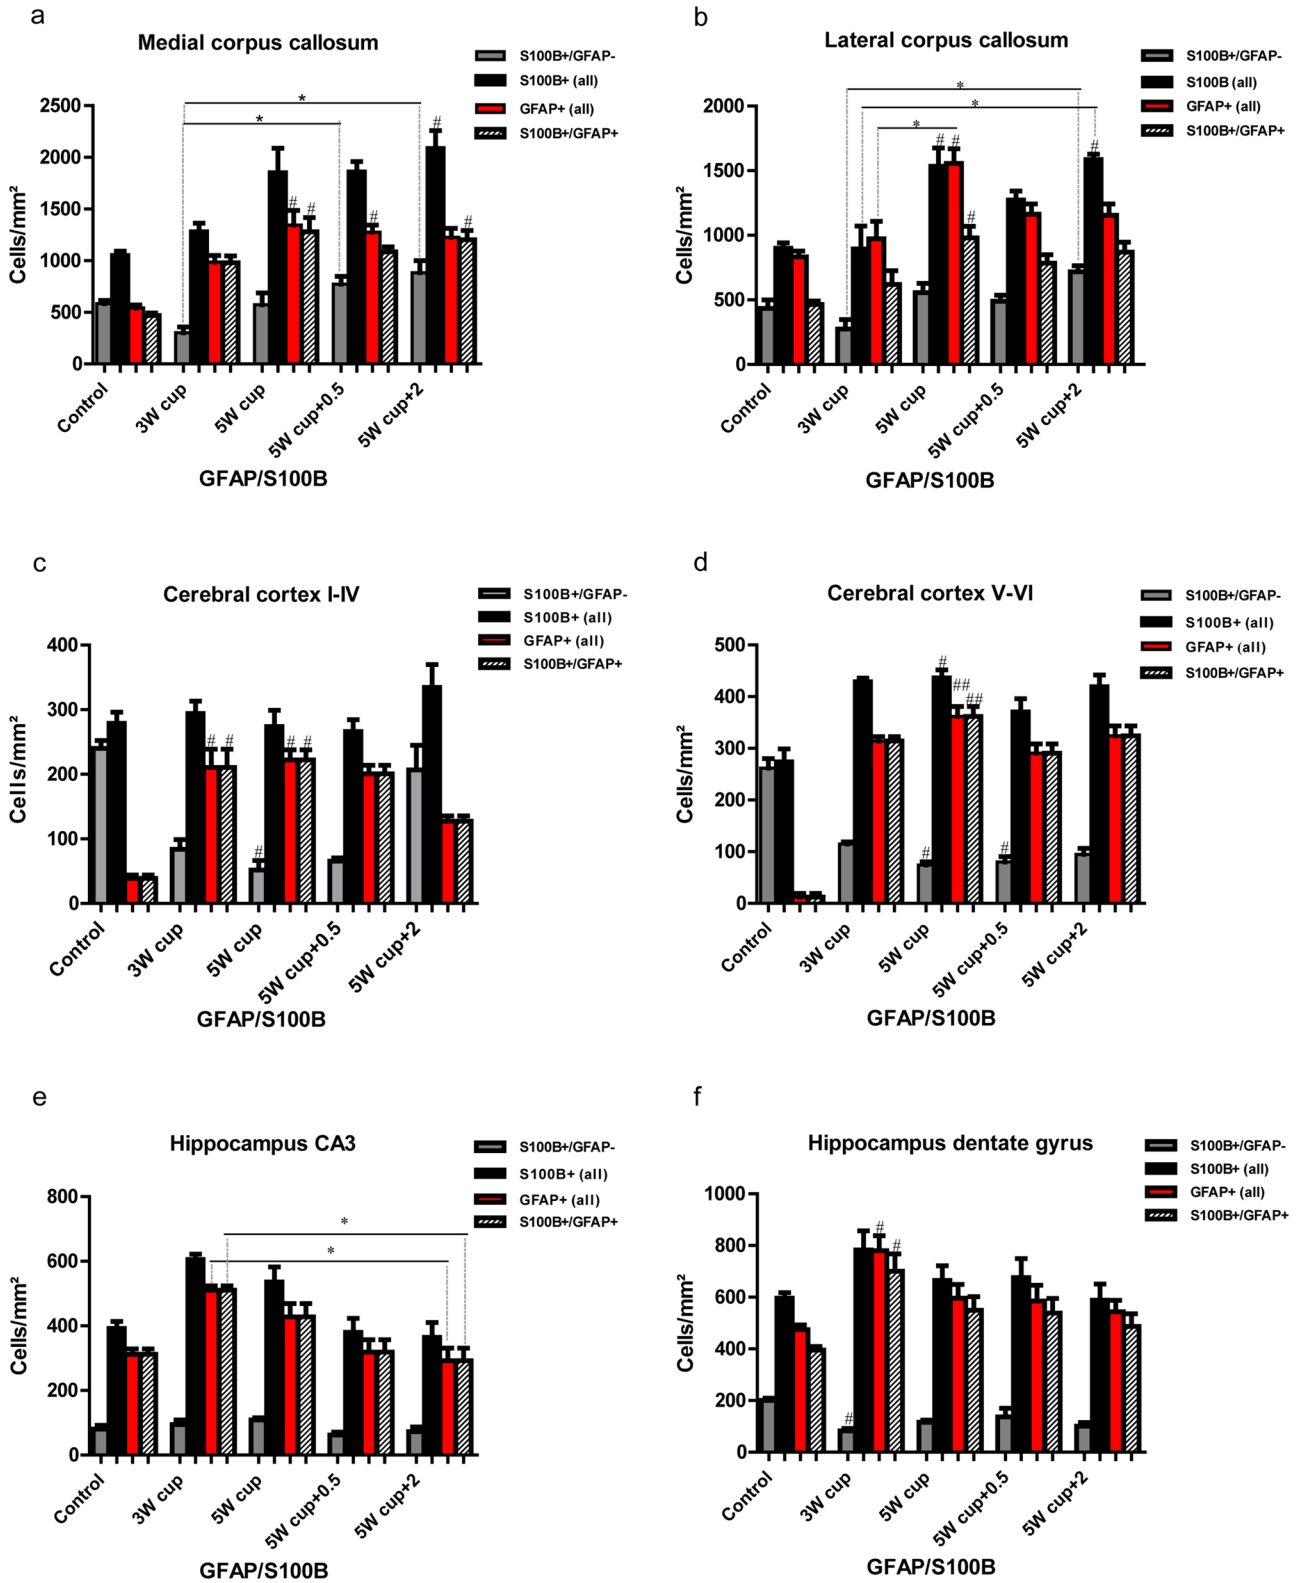 a
Medial corpus callosum
S100B+/GFAP-
S100B+ (all)
GFAP+ (all)
S100B+/GFAP+
Cells/mm²
2500
2000
1500
1000
500
0
*
*
#
#
#
#
#
Control
3W cup
5W cup
5W cup+0.5
5W cup+2
GFAP/S100B
b
Lateral corpus callosum
S100B+/GFAP-
S100B (all)
GFAP+ (all)
S100B+/GFAP+
Cells/mm²
2000
1500
1000
500
0
*
*
*
#
#
#
#
Control
3W cup
5W cup
5W cup+0.5
5W cup+2
GFAP/S100B
c
Cerebral cortex I-IV
S100B+/GFAP-
S100B+ (all)
GFAP+ (all)
S100B+/GFAP+
Cells/mm²
400
300
200
100
0
#
#
#
#
#
Control
3W cup
5W cup
5W cup+0.5
5W cup+2
GFAP/S100B
d
Cerebral cortex V-VI
S100B+/GFAP-
S100B+ (all)
GFAP+ (all)
S100B+/GFAP+
Cells/mm²
500
400
300
200
100
0
#
##
##
#
#
Control
3W cup
5W cup
5W cup+0.5
5W cup+2
GFAP/S100B
e
Hippocampus CA3
S100B+/GFAP-
S100B+ (all)
GFAP+ (all)
S100B+/GFAP+
Cells/mm²
800
600
400
200
0
*
*
Control
3W cup
5W cup
5W cup+0.5
5W cup+2
GFAP/S100B
f
Hippocampus dentate gyrus
S100B+/GFAP-
S100B+ (all)
GFAP+ (all)
S100B+/GFAP+
Cells/mm²
1000
800
600
400
200
0
#
#
#
Control
3W cup
5W cup
5W cup+0.5
5W cup+2
GFAP/S100B